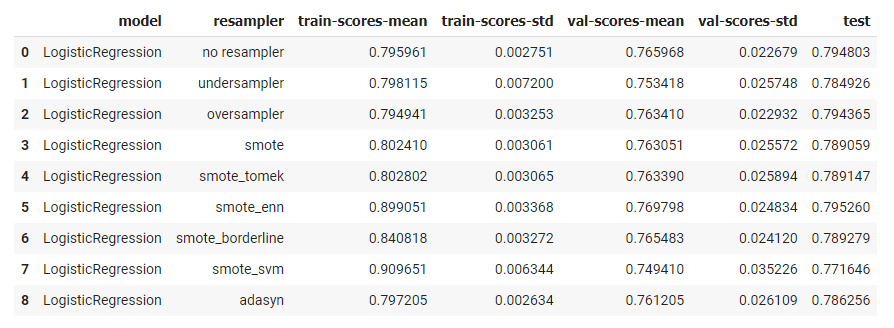 model resampler train-scores-mean train-scores-std val-scores-mean val-scores-std test
0 LogisticRegression no resampler 0.795961 0.002751 0.765968 0.022679 0.794803
1 LogisticRegression undersampler 0.798115 0.007200 0.753418 0.025748 0.784926
2 LogisticRegression oversampler 0.794941 0.003253 0.763410 0.022932 0.794365
3 LogisticRegression smote 0.802410 0.003061 0.763051 0.025572 0.789059
4 LogisticRegression smote_tomek 0.802802 0.003065 0.763390 0.025894 0.789147
5 LogisticRegression smote_enn 0.899051 0.003368 0.769798 0.024834 0.795260
6 LogisticRegression smote_borderline 0.840818 0.003272 0.765483 0.024120 0.789279
7 LogisticRegression smote_svm 0.909651 0.006344 0.749410 0.035226 0.771646
8 LogisticRegression adasyn 0.797205 0.002634 0.761205 0.026109 0.786256